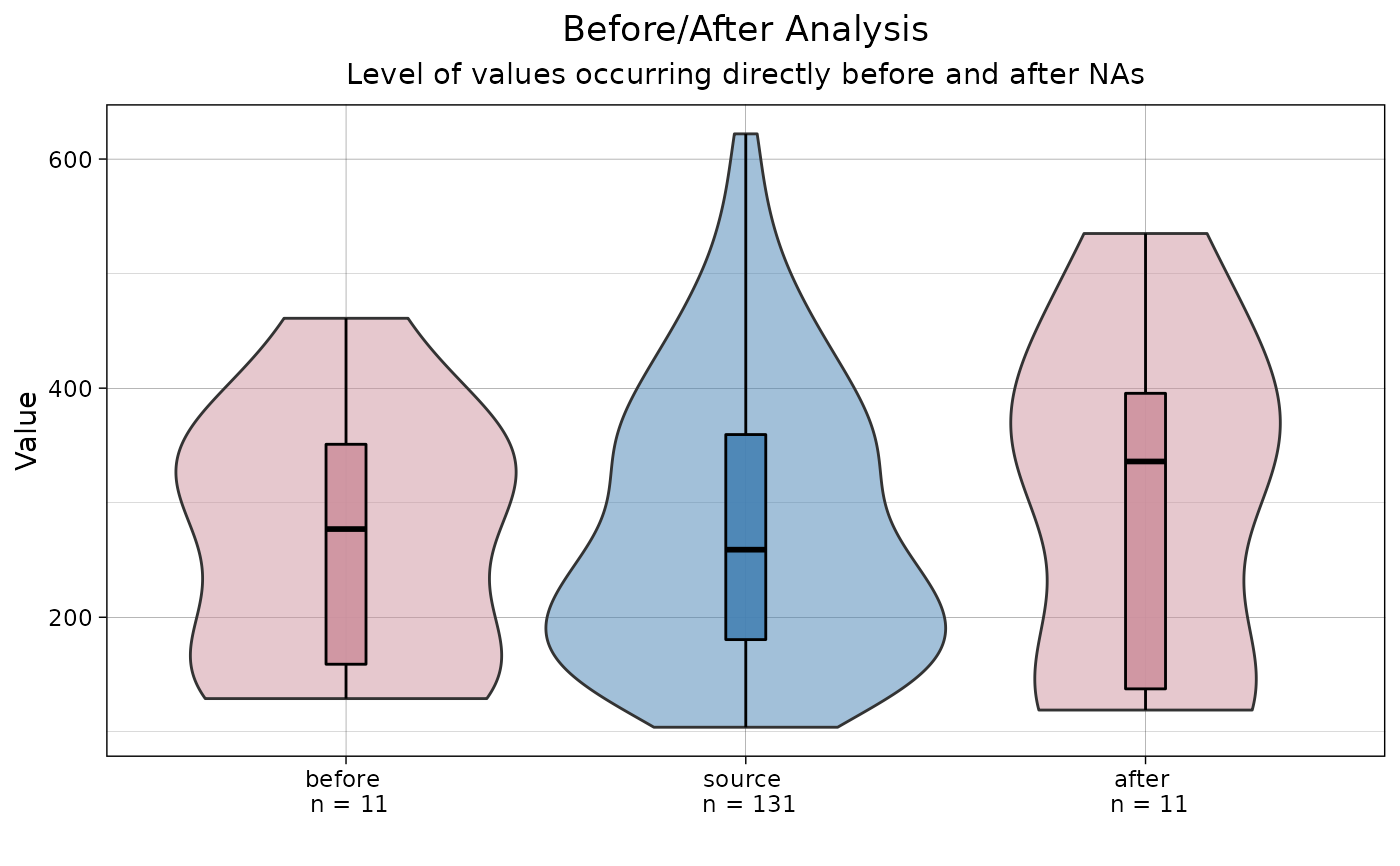 Before/After Analysis
Level of values occurring directly before and after NAs
Value
600
400
200
before
n = 11
source
n = 131
after
n = 11